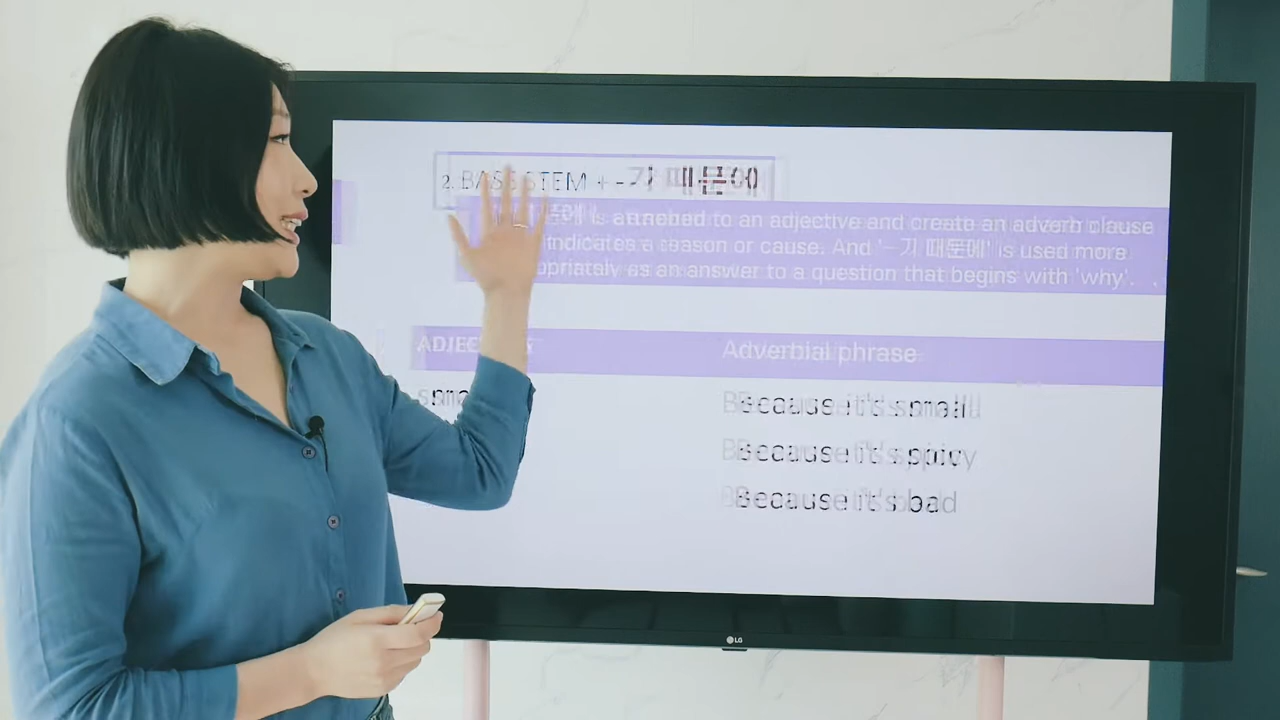 2. BASE STEM + -기 때문에
is attached to an adjective and create an adverb clause
indicates a reason or cause. And '–기 때문에' is used more
as an answer to a question that begins with 'why'.
Adverbial phrase
Because it's small
Because it's spicy
Because it's bad
LG